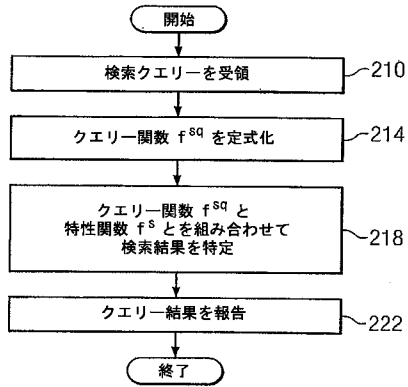 開始
検索クエリーを受領
210
クエリー関数 f^sq を定式化
214
クエリー関数 f^sq と
特性関数 f^s とを組み合わせて
検索結果を特定
218
クエリー結果を報告
222
終了